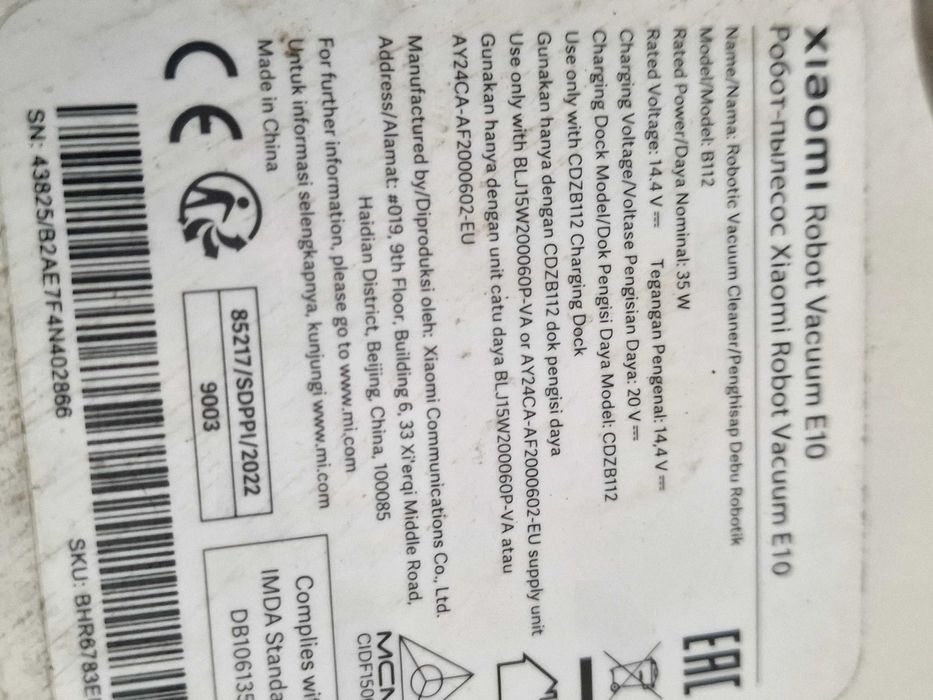 xiaomi Robot Vacuum E10
Робот-пылесос Xiaomi Robot Vacuum E10
Name/Nama: Robotic Vacuum Cleaner/Penghisap Debu Robotik
Model/Model: B112
Rated Power/Daya Nominal: 35 W
Rated Voltage: 14.4 V ⎓ Tegangan Pengenal: 14,4 V ⎓
Charging Voltage/Voltase Pengisian Daya: 20 V ⎓
Charging Dock Model/Dok Pengisi Daya Model: CDZB112
Use only with CDZB112 Charging Dock
Gunakan hanya dengan CDZB112 dok pengisi daya
Use only with BLJ15W200060P-VA or AY24CA-AF2000602-EU supply unit
Gunakan hanya dengan unit catu daya BLJ15W200060P-VA atau
AY24CA-AF2000602-EU
Manufactured by/Diproduksi oleh: Xiaomi Communications Co., Ltd.
Address/Alamat: #019, 9th Floor, Building 6, 33 Xi'erqi Middle Road,
Haidian District, Beijing, China, 100085
For further information, please go to www.mi.com
Untuk informasi selengkapnya, kunjungi www.mi.com
Made in China
CE
85217/SDPPI/2022
9003
EAC
Complies
IMDA
SN: 43825/B2AE7F4N402866
SKU: